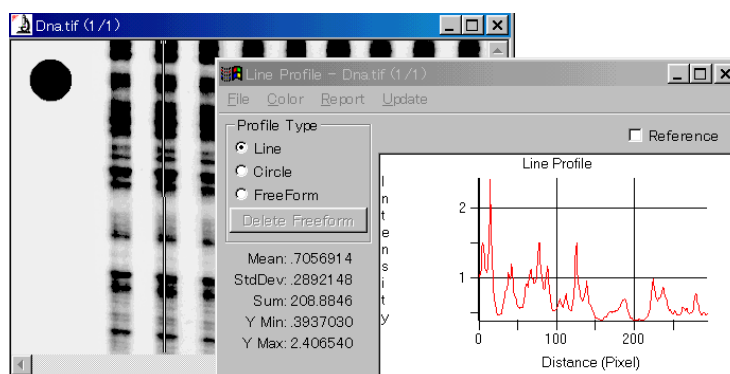 Dna.tif (1/1)
Line Profile - Dna.tif (1/1)
File Color Report Update
Profile Type
Line
Circle
FreeForm
Delete Freeform
Mean: .7056914
StdDev: .2892148
Sum: 208.8846
Y Min: .3937030
Y Max: 2.406540
Reference
Line Profile
Intensity
2
1
0 100 200
Distance (Pixel)